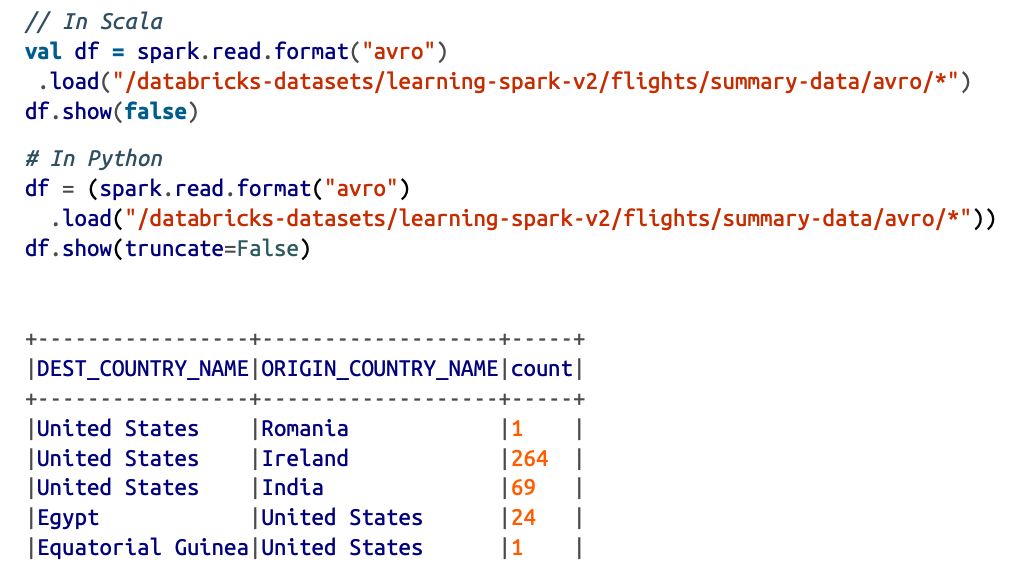 // In Scala
val df = spark.read.format("avro")
 .load("/databricks-datasets/learning-spark-v2/flights/summary-data/avro/*")
df.show(false)
# In Python
df = (spark.read.format("avro")
  .load("/databricks-datasets/learning-spark-v2/flights/summary-data/avro/*"))
df.show(truncate=False)
+-----------------+-------------------+-----+
|DEST_COUNTRY_NAME|ORIGIN_COUNTRY_NAME|count|
+-----------------+-------------------+-----+
|United States    |Romania            |1    |
|United States    |Ireland            |264  |
|United States    |India              |69   |
|Egypt            |United States      |24   |
|Equatorial Guinea|United States      |1    |